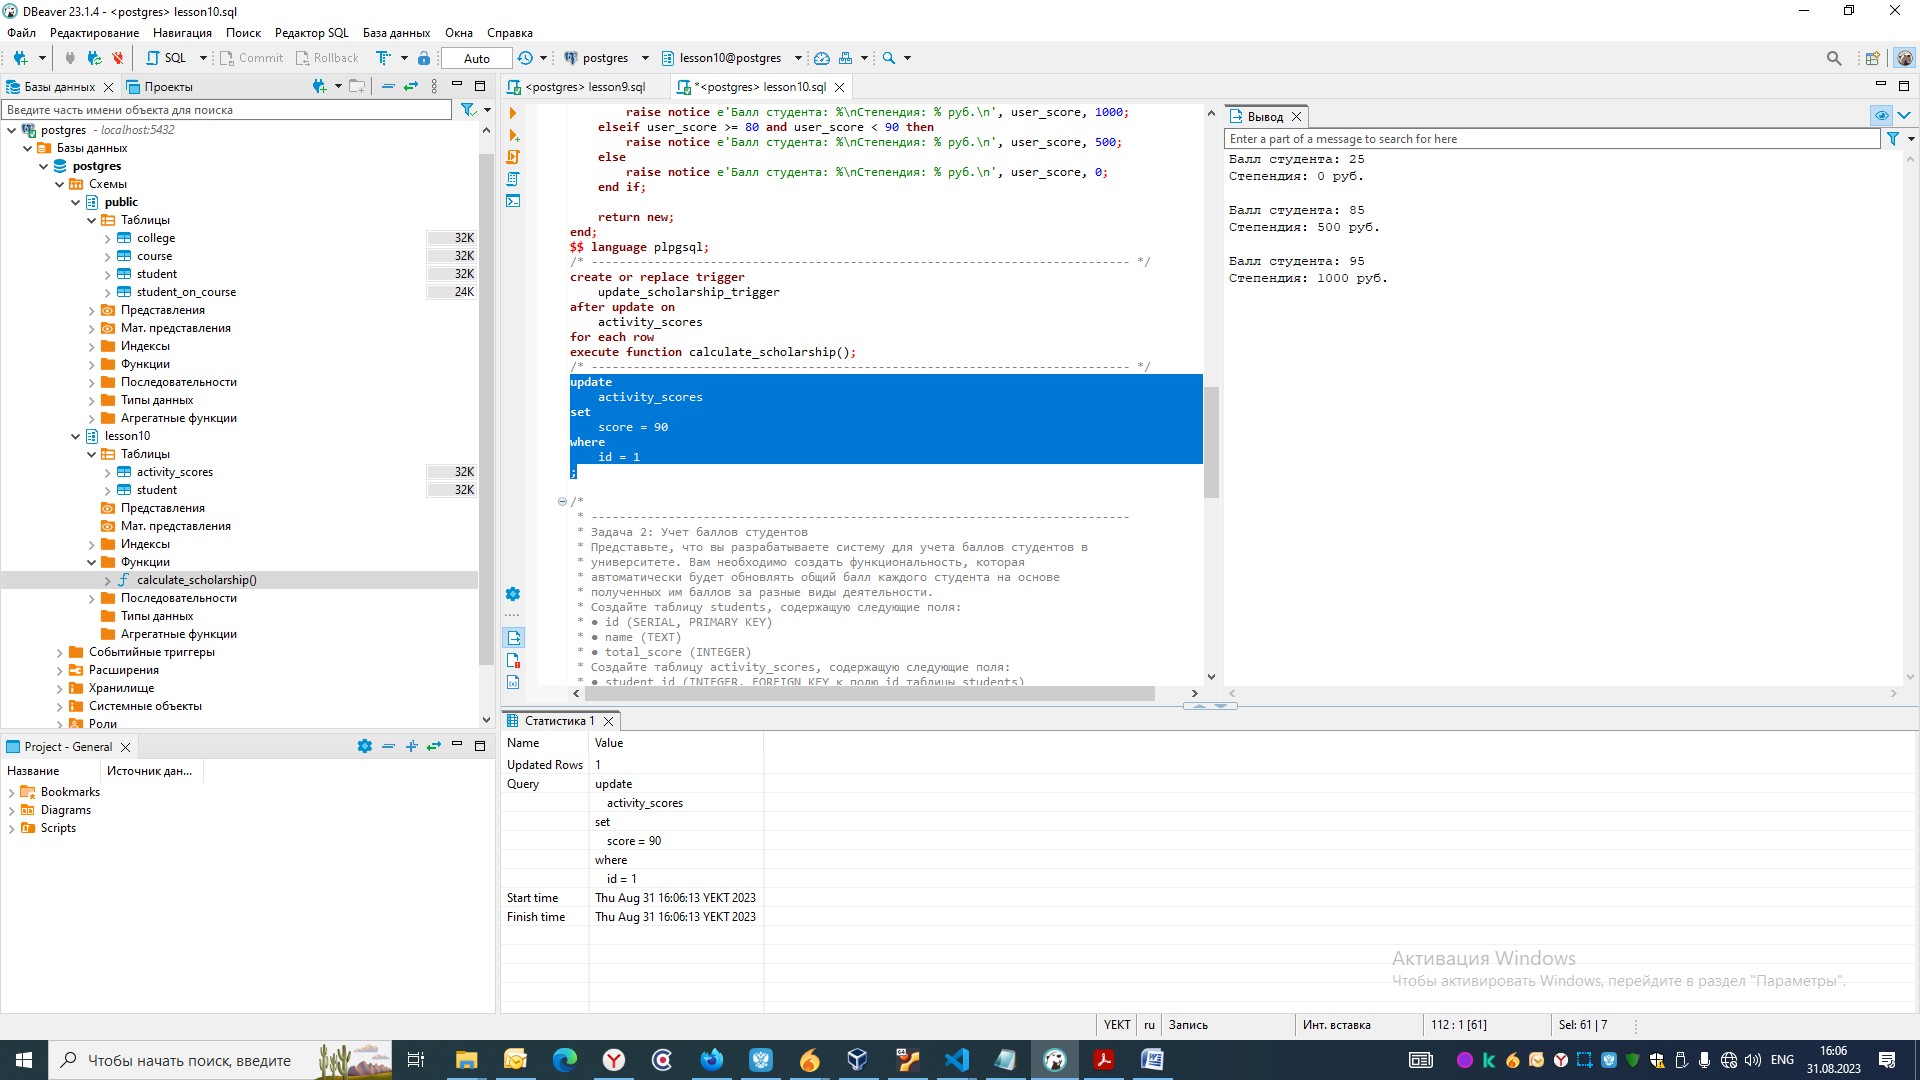 DBeaver 23.1.4 - <postgres> lesson10.sql
Файл Редактирование Навигация Поиск Редактор SQL База данных Окна Справка
SQL Commit Rollback Auto postgres lesson10@postgres
Базы данных Проекты
Введите часть имени объекта для поиска
postgres - localhost:5432
Базы данных
postgres
Схемы
public
Таблицы
college 32K
course 32K
student 32K
student_on_course 24K
Представления
Мат. представления
Индексы
Функции
Последовательности
Типы данных
Агрегатные функции
lesson10
Таблицы
activity_scores 32K
student 32K
Представления
Мат. представления
Индексы
Функции
calculate_scholarship()
Последовательности
Типы данных
Агрегатные функции
Событийные триггеры
Расширения
Хранилище
Системные объекты
Роли
Project - General
Название Источник дан...
Bookmarks
Diagrams
Scripts
<postgres> lesson9.sql *<postgres> lesson10.sql
raise notice e'Балл студента: %\nСтепендия: % руб.\n', user_score, 1000;
elseif user_score >= 80 and user_score < 90 then
raise notice e'Балл студента: %\nСтепендия: % руб.\n', user_score, 500;
else
raise notice e'Балл студента: %\nСтепендия: % руб.\n', user_score, 0;
end if;
return new;
end;
$$ language plpgsql;
/* ----------------------------------------------------------------------------- */
create or replace trigger
update_scholarship_trigger
after update on
activity_scores
for each row
execute function calculate_scholarship();
/* ----------------------------------------------------------------------------- */
update
activity_scores
set
score = 90
where
id = 1
;
/*
* -----------------------------------------------------------------------------
* Задача 2: Учет баллов студентов
* Представьте, что вы разрабатываете систему для учета баллов студентов в
* университете. Вам необходимо создать функциональность, которая
* автоматически будет обновлять общий балл каждого студента на основе
* полученных им баллов за разные виды деятельности.
* Создайте таблицу students, содержащую следующие поля:
* ● id (SERIAL, PRIMARY KEY)
* ● name (TEXT)
* ● total_score (INTEGER)
* Создайте таблицу activity_scores, содержащую следующие поля:
* ● student_id (INTEGER, FOREIGN KEY к полю id таблицы students)
Вывод
Enter a part of a message to search for here
Балл студента: 25
Степендия: 0 руб.
Балл студента: 85
Степендия: 500 руб.
Балл студента: 95
Степендия: 1000 руб.
Статистика 1
Name Value
Updated Rows 1
Query update
activity_scores
set
score = 90
where
id = 1
Start time Thu Aug 31 16:06:13 YEKT 2023
Finish time Thu Aug 31 16:06:13 YEKT 2023
Активация Windows
Чтобы активировать Windows, перейдите в раздел "Параметры".
YEKT ru Запись Инт. вставка 112 : 1 [61] Sel: 61 | 7
Чтобы начать поиск, введите
ENG 16:06
31.08.2023